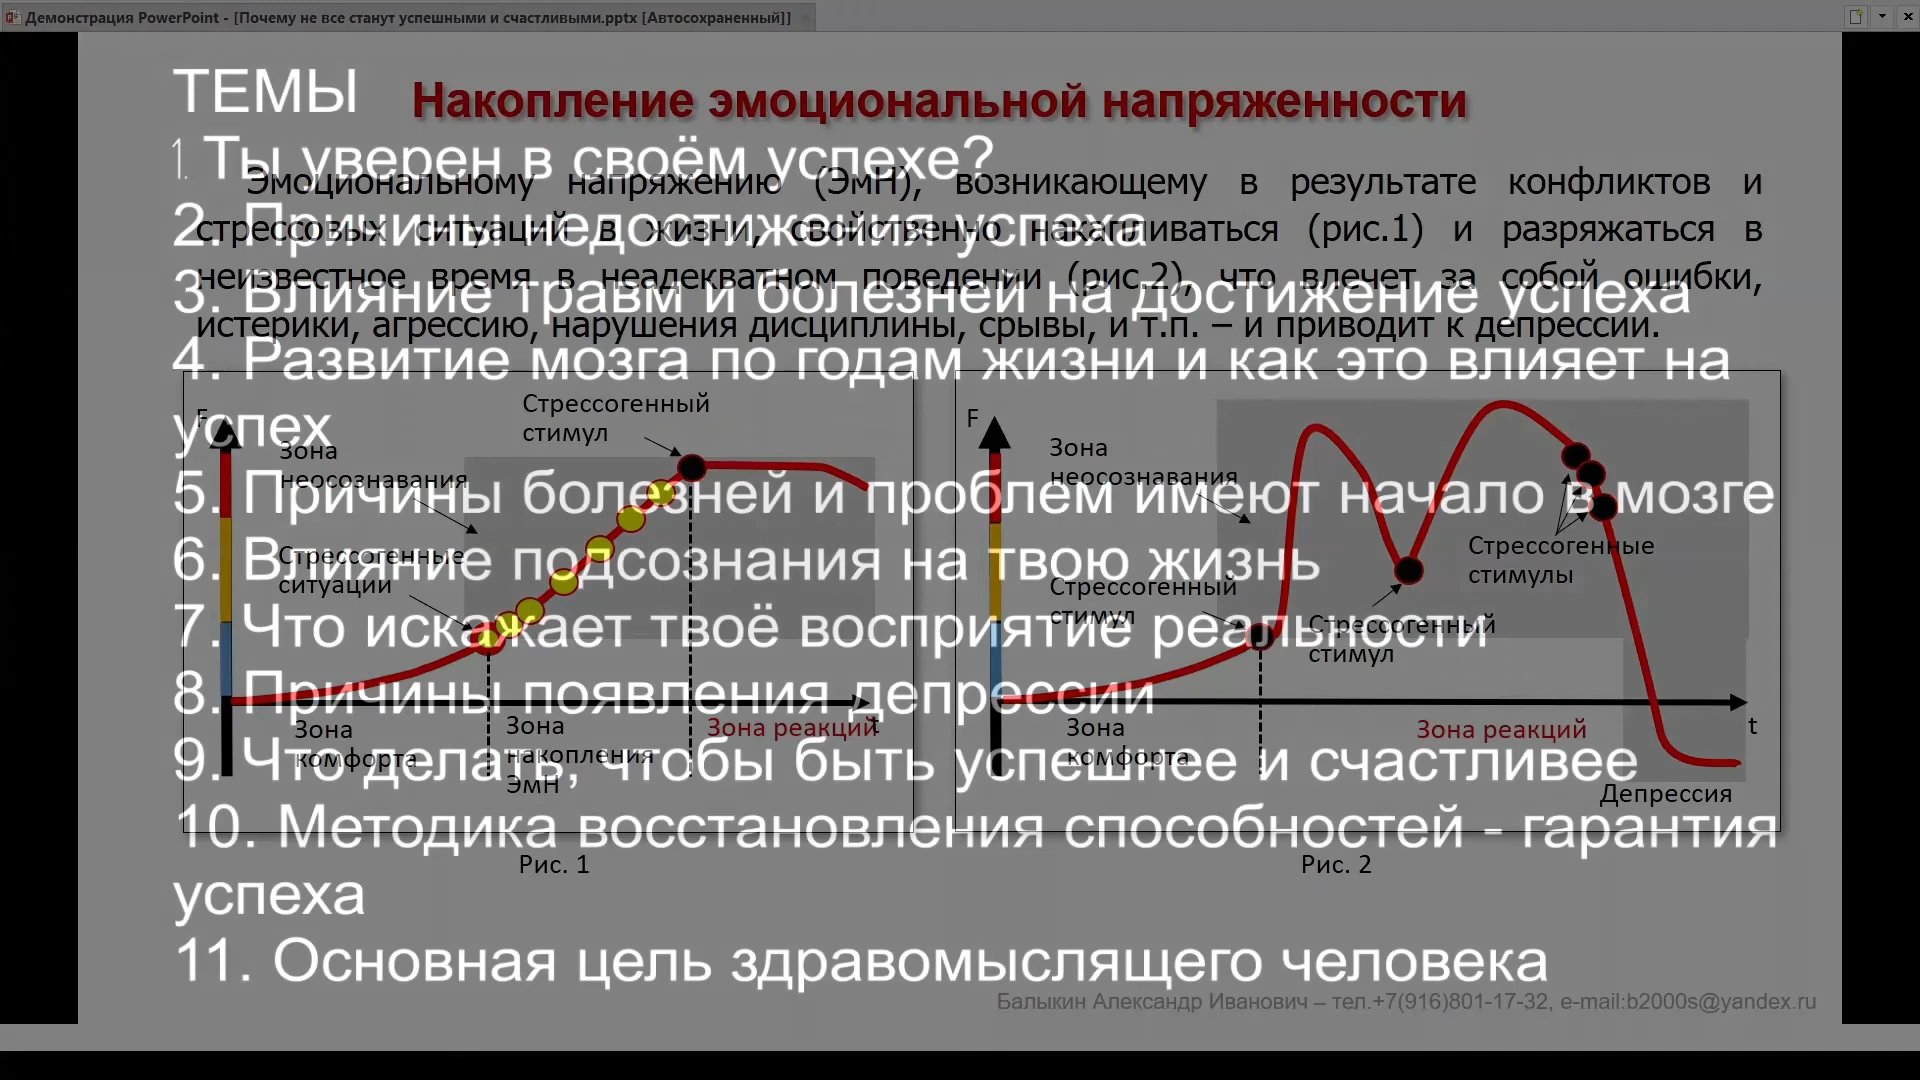 Демонстрация PowerPoint - [Почему не все станут успешными и счастливыми.pptx [Автосохраненный]]
ТЕМЫ
1. Ты уверен в своём успехе?
2. Причины недостижения успеха
3. Влияние травм и болезней на достижение успеха
4. Развитие мозга по годам жизни и как это влияет на
успех
5. Причины болезней и проблем имеют начало в мозге
6. Влияние подсознания на твою жизнь
7. Что искажает твоё восприятие реальности
8. Причины появления депрессии
9. Что делать, чтобы быть успешнее и счастливее
10. Методика восстановления способностей - гарантия
успеха
11. Основная цель здравомыслящего человека
Накопление эмоциональной напряженности
Эмоциональному напряжению (ЭмН), возникающему в результате конфликтов и
стрессовых ситуаций в жизни, свойственно накапливаться (рис.1) и разряжаться в
неизвестное время в неадекватном поведении (рис.2), что влечет за собой ошибки,
истерики, агрессию, нарушения дисциплины, срывы, и т.п. – и приводит к депрессии.
F
Стрессогенный
стимул
Зона
неосознавания
Стрессогенные
ситуации
Зона
комфорта
Зона
накопления
ЭмН
Зона реакций
t
Рис. 1
F
Зона
неосознавания
Стрессогенный
стимул
Стрессогенный
стимул
Стрессогенные
стимулы
Зона
комфорта
Зона реакций
t
Депрессия
Рис. 2
Балыкин Александр Иванович – тел.+7(916)801-17-32, e-mail:b2000s@yandex.ru